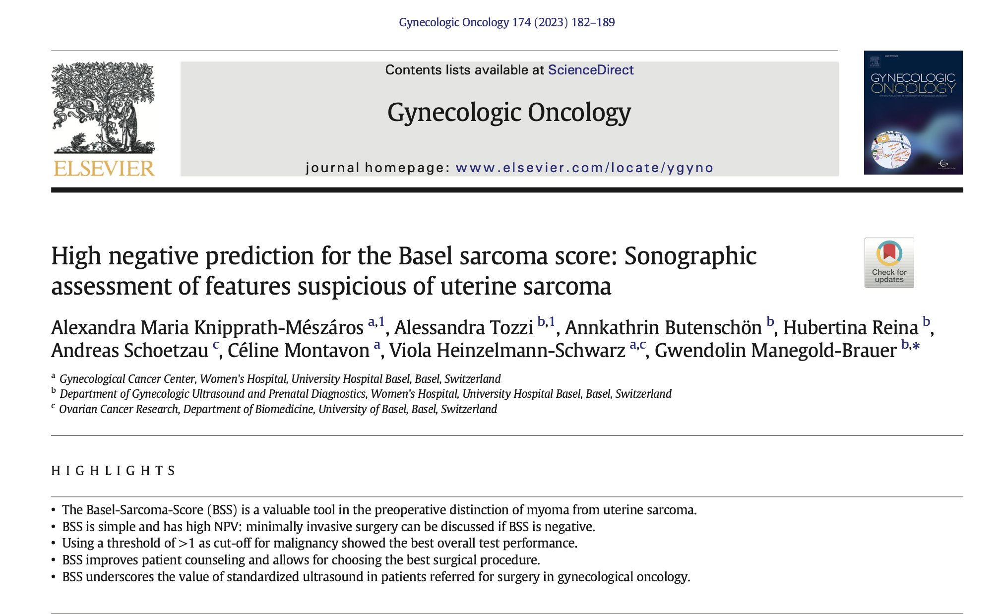 Gynecologic Oncology 174 (2023) 182–189
Contents lists available at ScienceDirect
Gynecologic Oncology
journal homepage: www.elsevier.com/locate/ygyno
NON SOLUS
ELSEVIER
GYNECOLOGIC
ONCOLOGY
High negative prediction for the Basel sarcoma score: Sonographic
assessment of features suspicious of uterine sarcoma
Check for
updates
Alexandra Maria Knipprath-Mészáros a,1, Alessandra Tozzi b,1, Annkathrin Butenschön b, Hubertina Reina b,
Andreas Schoetzau c, Céline Montavon a, Viola Heinzelmann-Schwarz a,c, Gwendolin Manegold-Brauer b,*
a Gynecological Cancer Center, Women's Hospital, University Hospital Basel, Basel, Switzerland
b Department of Gynecologic Ultrasound and Prenatal Diagnostics, Women's Hospital, University Hospital Basel, Basel, Switzerland
c Ovarian Cancer Research, Department of Biomedicine, University of Basel, Basel, Switzerland
HIGHLIGHTS
• The Basel-Sarcoma-Score (BSS) is a valuable tool in the preoperative distinction of myoma from uterine sarcoma.
• BSS is simple and has high NPV: minimally invasive surgery can be discussed if BSS is negative.
• Using a threshold of >1 as cut-off for malignancy showed the best overall test performance.
• BSS improves patient counseling and allows for choosing the best surgical procedure.
• BSS underscores the value of standardized ultrasound in patients referred for surgery in gynecological oncology.